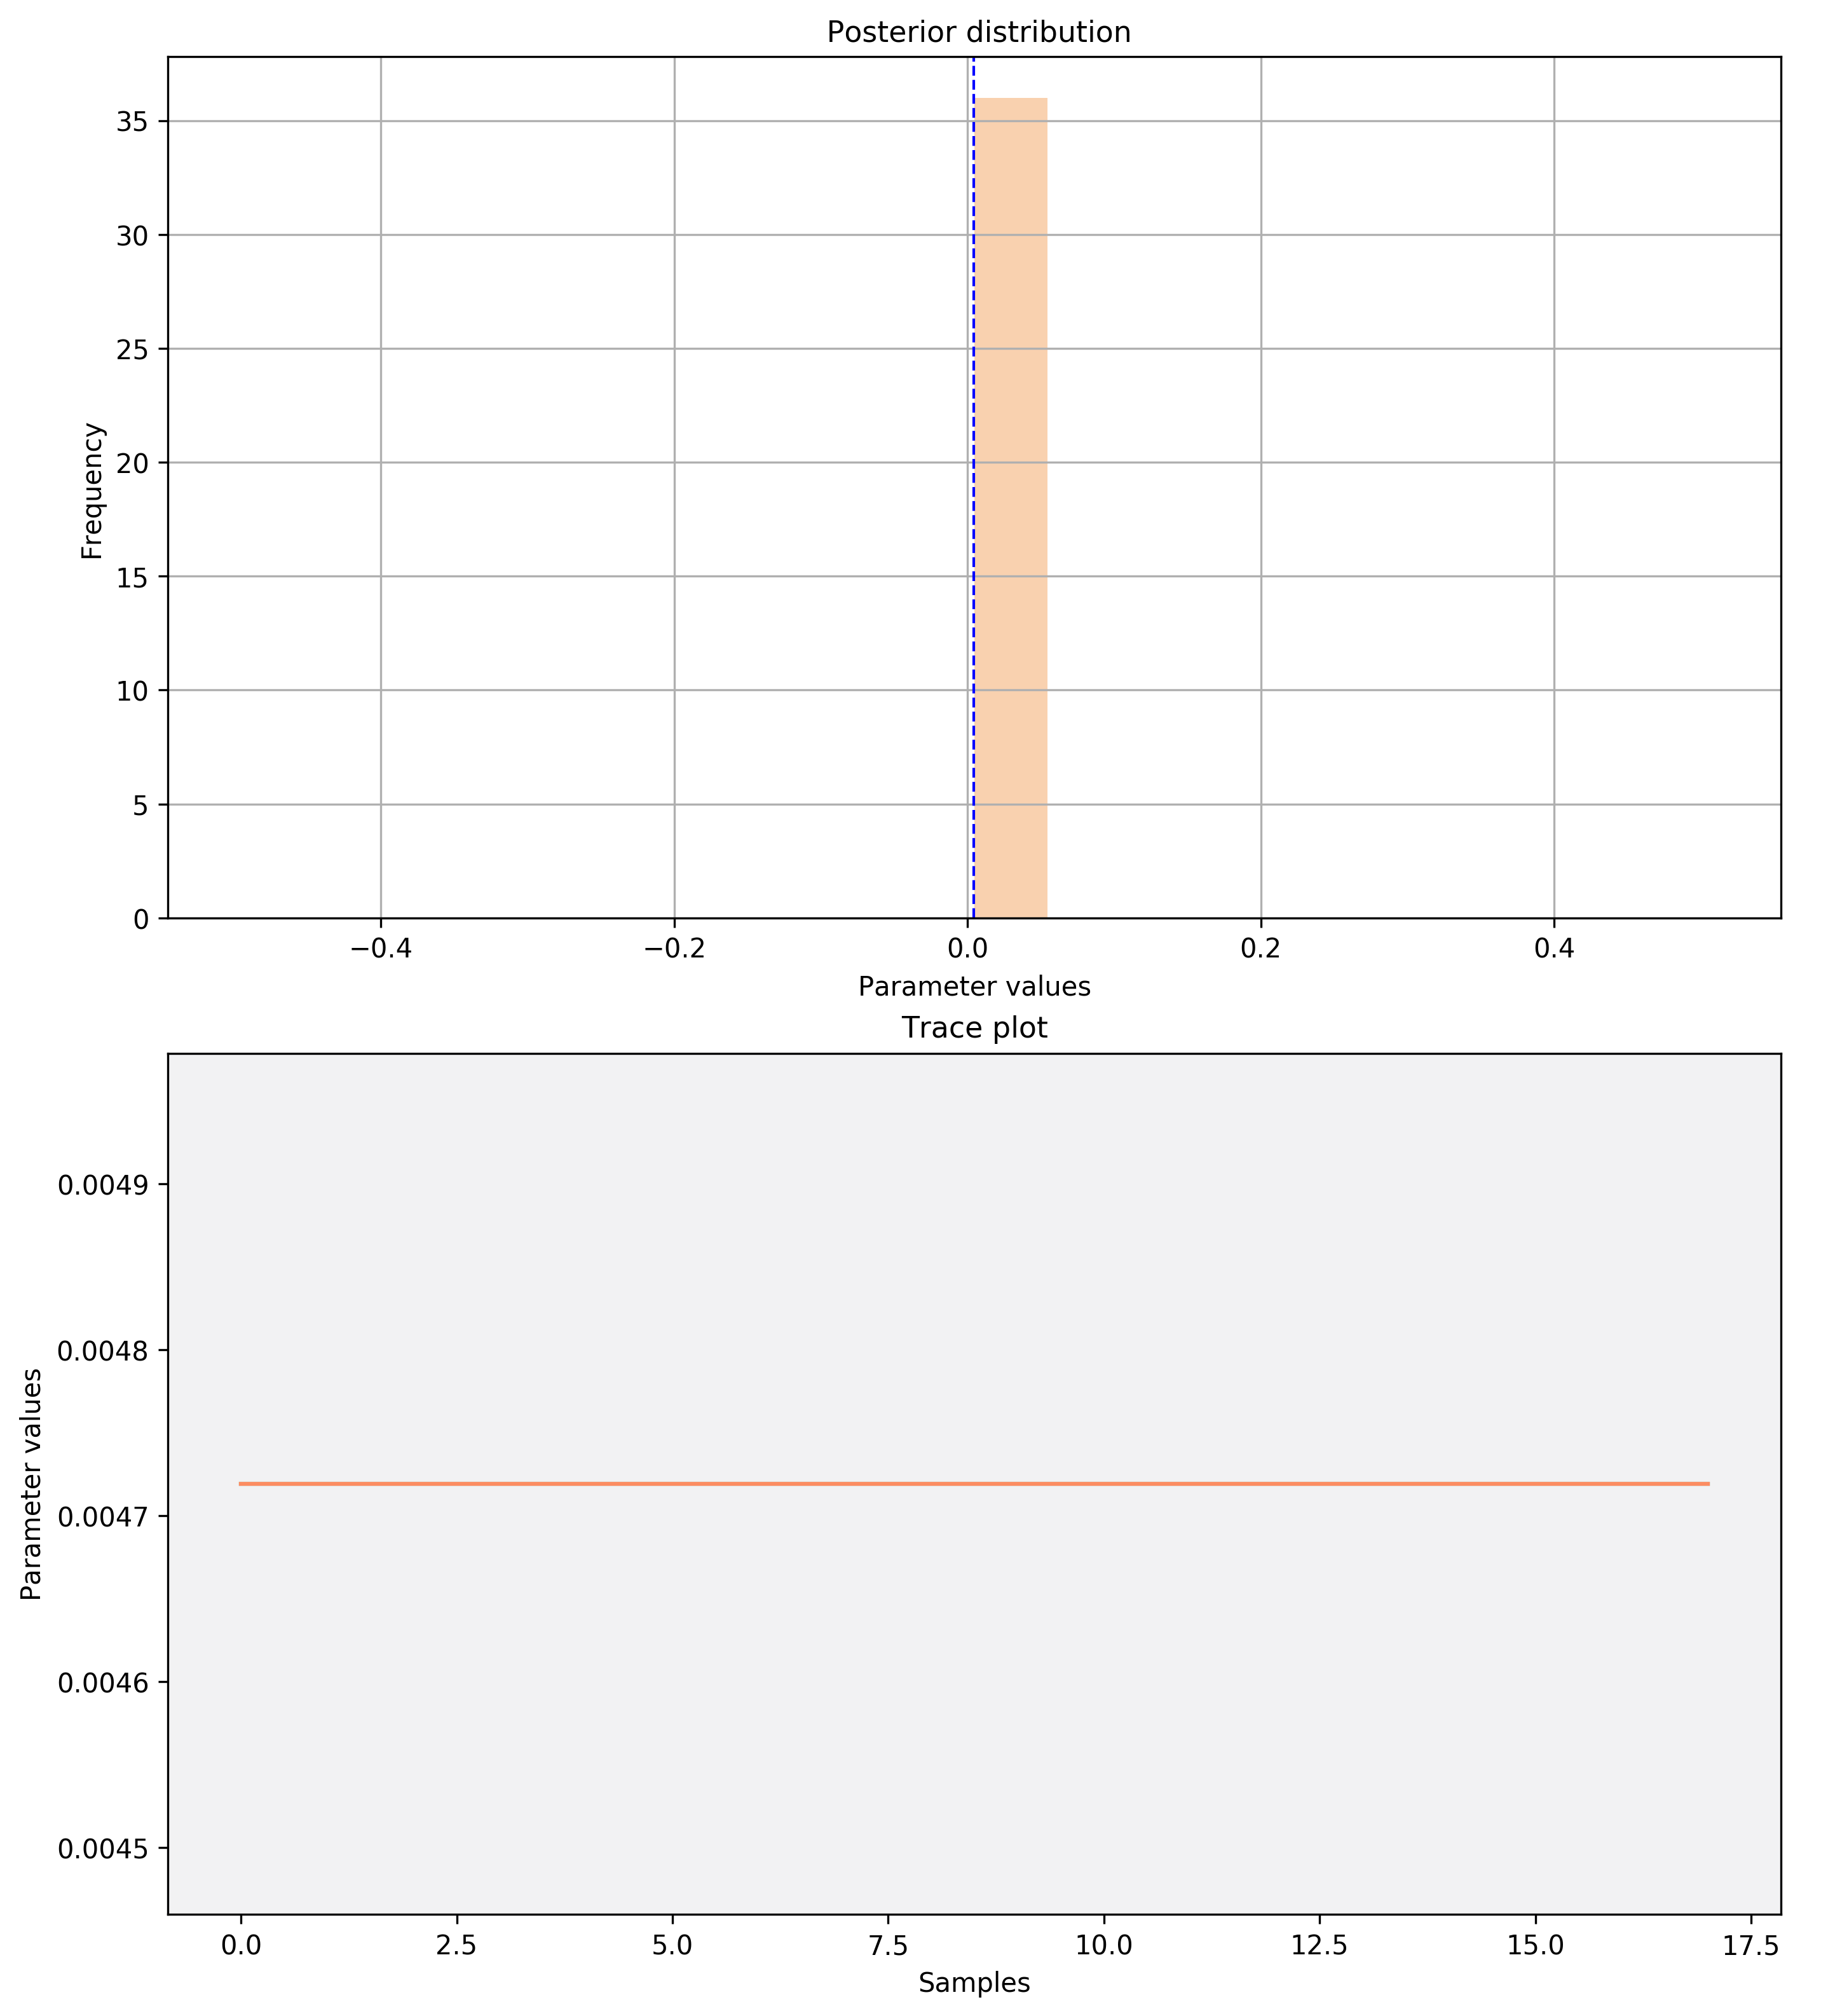 Posterior distribution
Frequency
35
30
25
20
15
10
5
0
−0.4 −0.2 0.0 0.2 0.4
Parameter values
Trace plot
Parameter values
0.0049
0.0048
0.0047
0.0046
0.0045
0.0 2.5 5.0 7.5 10.0 12.5 15.0 17.5
Samples